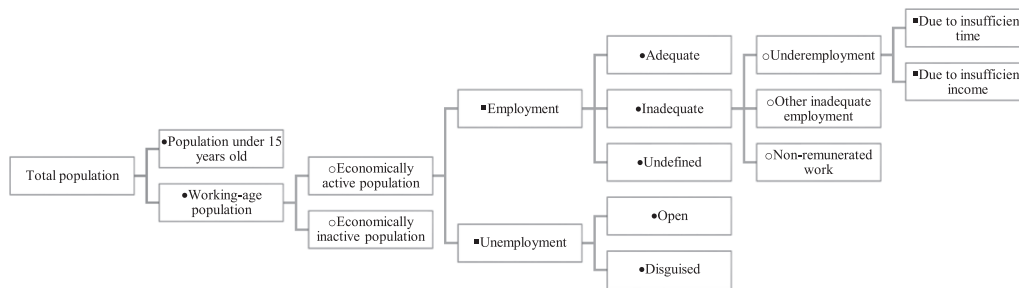 Total population
●Population under 15
years old
●Working-age
population
○Economically
active population
○Economically
inactive population
■Employment
■Unemployment
●Adequate
●Inadequate
●Undefined
●Open
●Disguised
○Underemployment
○Other inadequate
employment
○Non-remunerated
work
■Due to insufficien
time
■Due to insufficien
income